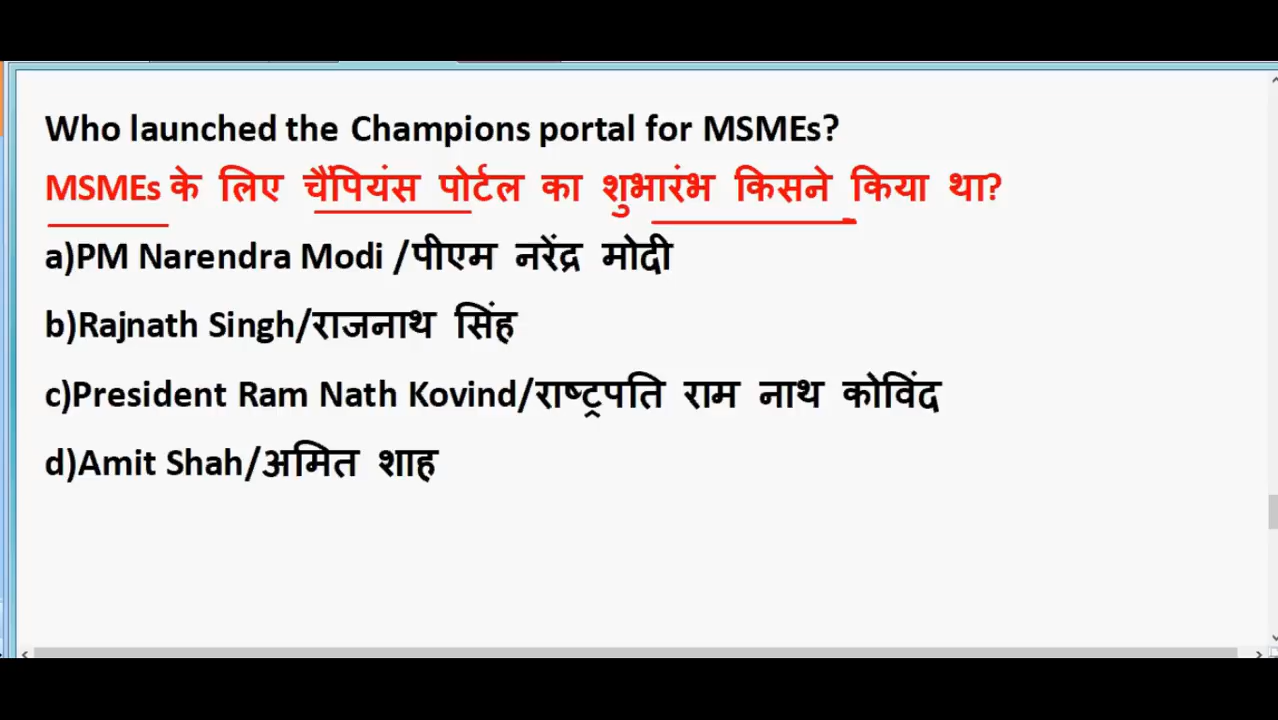 Who launched the Champions portal for MSMEs?
MSMEs के लिए चैंपियंस पोर्टल का शुभारंभ किसने किया था?
a)PM Narendra Modi /पीएम नरेंद्र मोदी
b)Rajnath Singh/राजनाथ सिंह
c)President Ram Nath Kovind/राष्ट्रपति राम नाथ कोविंद
d)Amit Shah/अमित शाह